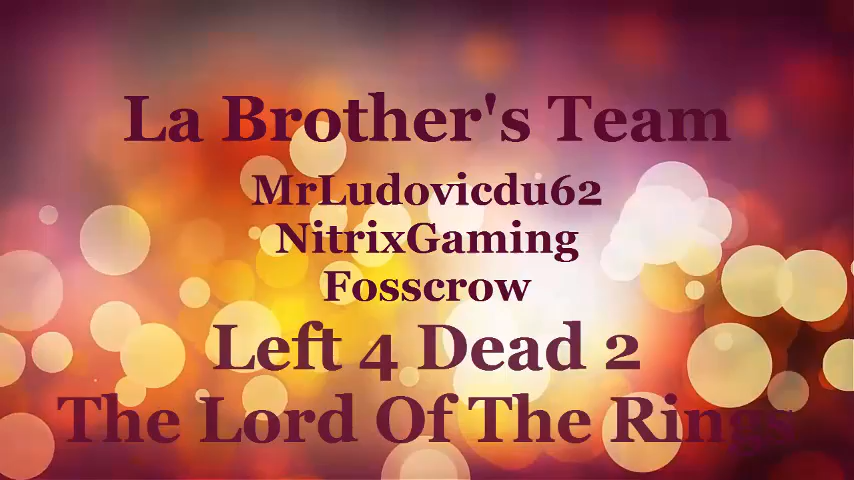 La Brother's Team
MrLudovicdu62
NitrixGaming
Fosscrow
Left 4 Dead 2
The Lord Of The Rings